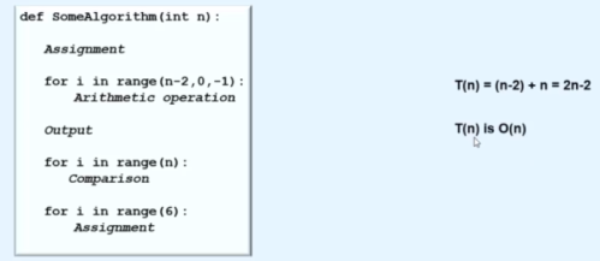 def SomeAlgorithm(int n):
Assignment
for i in range(n-2,0,-1):
Arithmetic operation
Output
for i in range(n):
Comparison
for i in range(6):
Assignment
T(n) = (n-2) + n = 2n-2
T(n) is O(n)